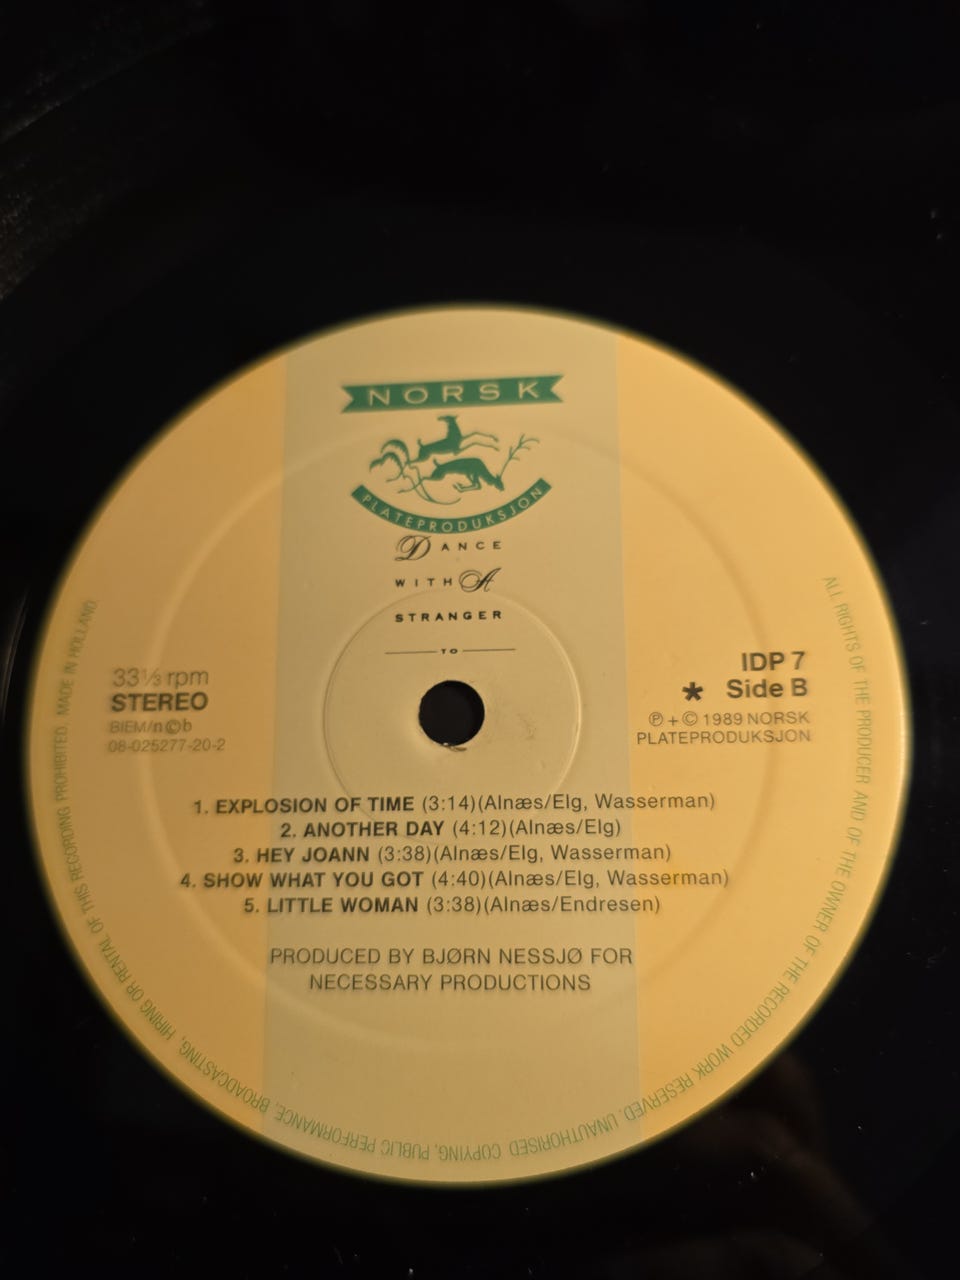 NORSK
PLATEPRODUKSJON
DANCE
WITH A
STRANGER
TO
33⅓ rpm
STEREO
BIEM/n©b
08-025277-20-2
IDP 7
* Side B
℗ + © 1989 NORSK
PLATEPRODUKSJON
1. EXPLOSION OF TIME (3:14)(Alnæs/Elg, Wasserman)
2. ANOTHER DAY (4:12)(Alnæs/Elg)
3. HEY JOANN (3:38)(Alnæs/Elg, Wasserman)
4. SHOW WHAT YOU GOT (4:40)(Alnæs/Elg, Wasserman)
5. LITTLE WOMAN (3:38)(Alnæs/Endresen)
PRODUCED BY BJØRN NESSJØ FOR
NECESSARY PRODUCTIONS
ALL RIGHTS OF THE PRODUCER AND OF THE OWNER OF THE RECORDED WORK RESERVED. UNAUTHORISED COPYING, PUBLIC PERFORMANCE, BROADCASTING, HIRING OR RENTAL OF THIS RECORDING PROHIBITED. MADE IN HOLLAND